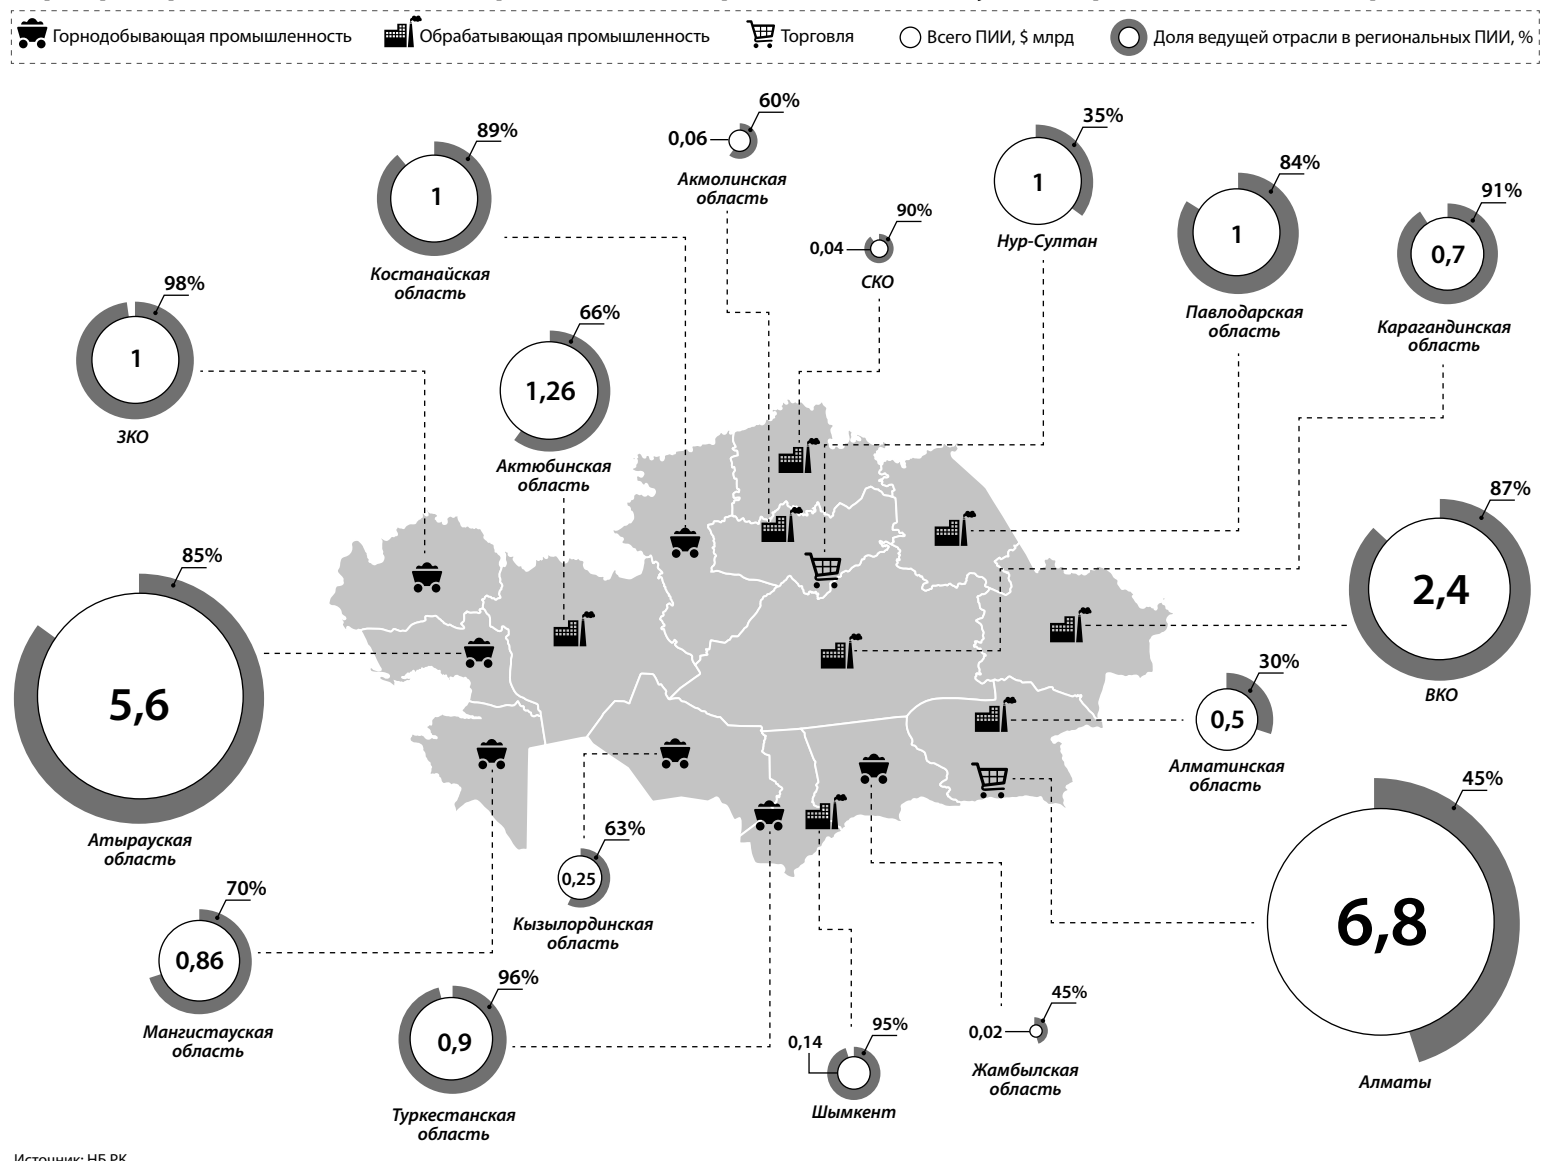 Горнодобывающая промышленность
Обрабатывающая промышленность
Торговля
Всего ПИИ, $ млрд
Доля ведущей отрасли в региональных ПИИ, %
60%
0,06
Акмолинская
область
35%
1
Нур-Султан
89%
1
Костанайская
область
84%
1
Павлодарская
область
91%
0,7
Карагандинская
область
90%
0,04
СКО
98%
1
ЗКО
66%
1,26
Актюбинская
область
87%
2,4
ВКО
85%
5,6
Атырауская
область
30%
0,5
Алматинская
область
45%
6,8
Алматы
63%
0,25
Кызылординская
область
70%
0,86
Мангистауская
область
96%
0,9
Туркестанская
область
95%
0,14
Шымкент
45%
0,02
Жамбылская
область
Источник: НБ РК